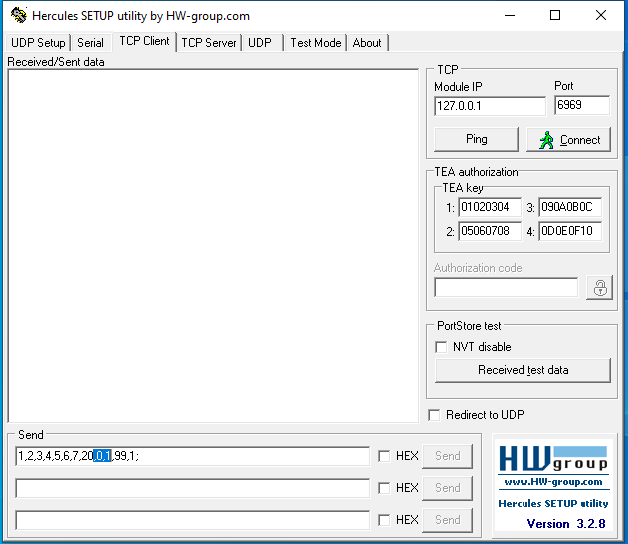 Hercules SETUP utility by HW-group.com
UDP Setup Serial TCP Client TCP Server UDP Test Mode About
Received/Sent data
TCP
Module IP Port
127.0.0.1 6969
Ping Connect
TEA authorization
TEA key
1: 01020304 3: 090A0B0C
2: 05060708 4: 0D0E0F10
Authorization code
PortStore test
NVT disable
Received test data
Redirect to UDP
Send
1,2,3,4,5,6,7,20,0,1,99,1; HEX Send
HEX Send
HEX Send
HW group
www.HW-group.com
Hercules SETUP utility
Version 3.2.8